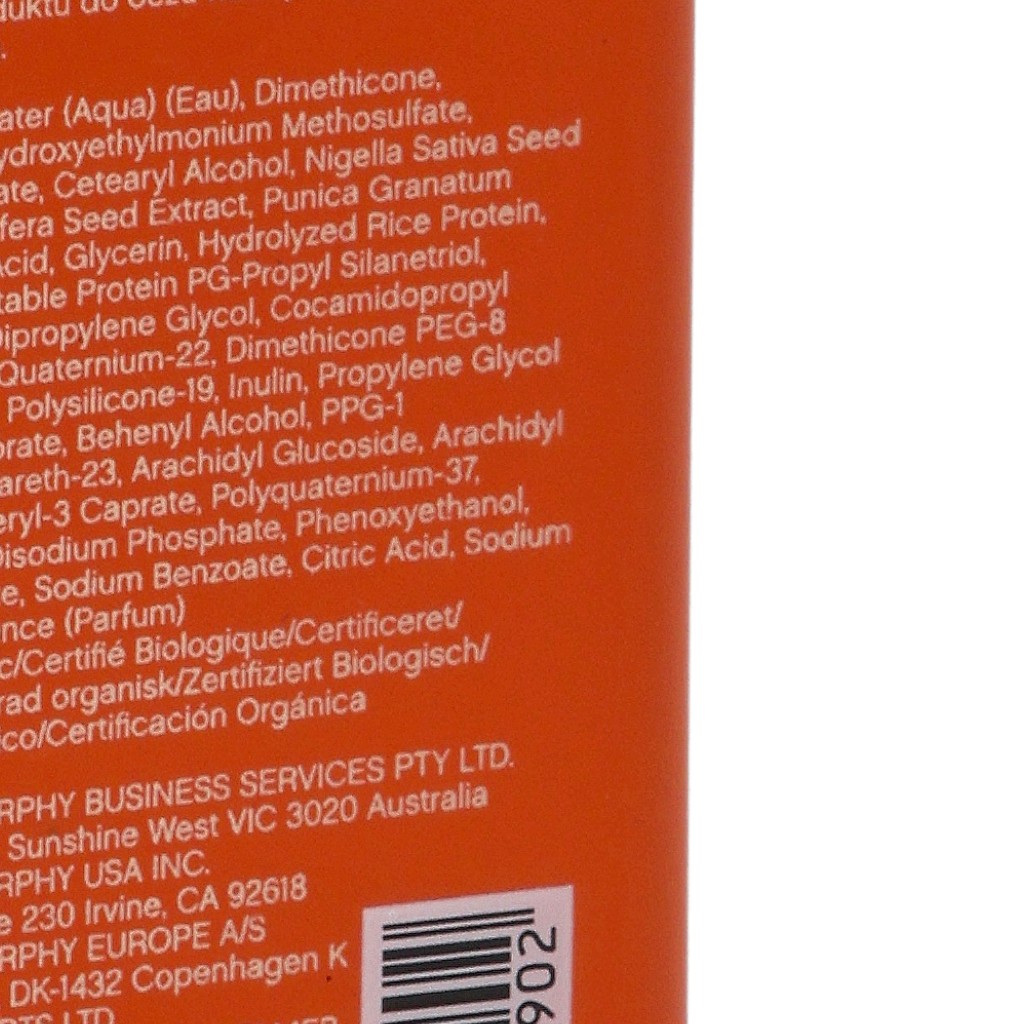 duktu do
ater (Aqua) (Eau), Dimethicone,
ydroxyethylmonium Methosulfate,
ate, Cetearyl Alcohol, Nigella Sativa Seed
fera Seed Extract, Punica Granatum
Acid, Glycerin, Hydrolyzed Rice Protein,
table Protein PG-Propyl Silanetriol,
Dipropylene Glycol, Cocamidopropyl
Quaternium-22, Dimethicone PEG-8
Polysilicone-19, Inulin, Propylene Glycol
orate, Behenyl Alcohol, PPG-1
areth-23, Arachidyl Glucoside, Arachidyl
eryl-3 Caprate, Polyquaternium-37,
Disodium Phosphate, Phenoxyethanol,
e, Sodium Benzoate, Citric Acid, Sodium
nce (Parfum)
c/Certifié Biologique/Certificeret/
rad organisk/Zertifiziert Biologisch/
ico/Certificación Orgánica
RPHY BUSINESS SERVICES PTY LTD.
Sunshine West VIC 3020 Australia
RPHY USA INC.
e 230 Irvine, CA 92618
RPHY EUROPE A/S
DK-1432 Copenhagen K
RTS LTD
902